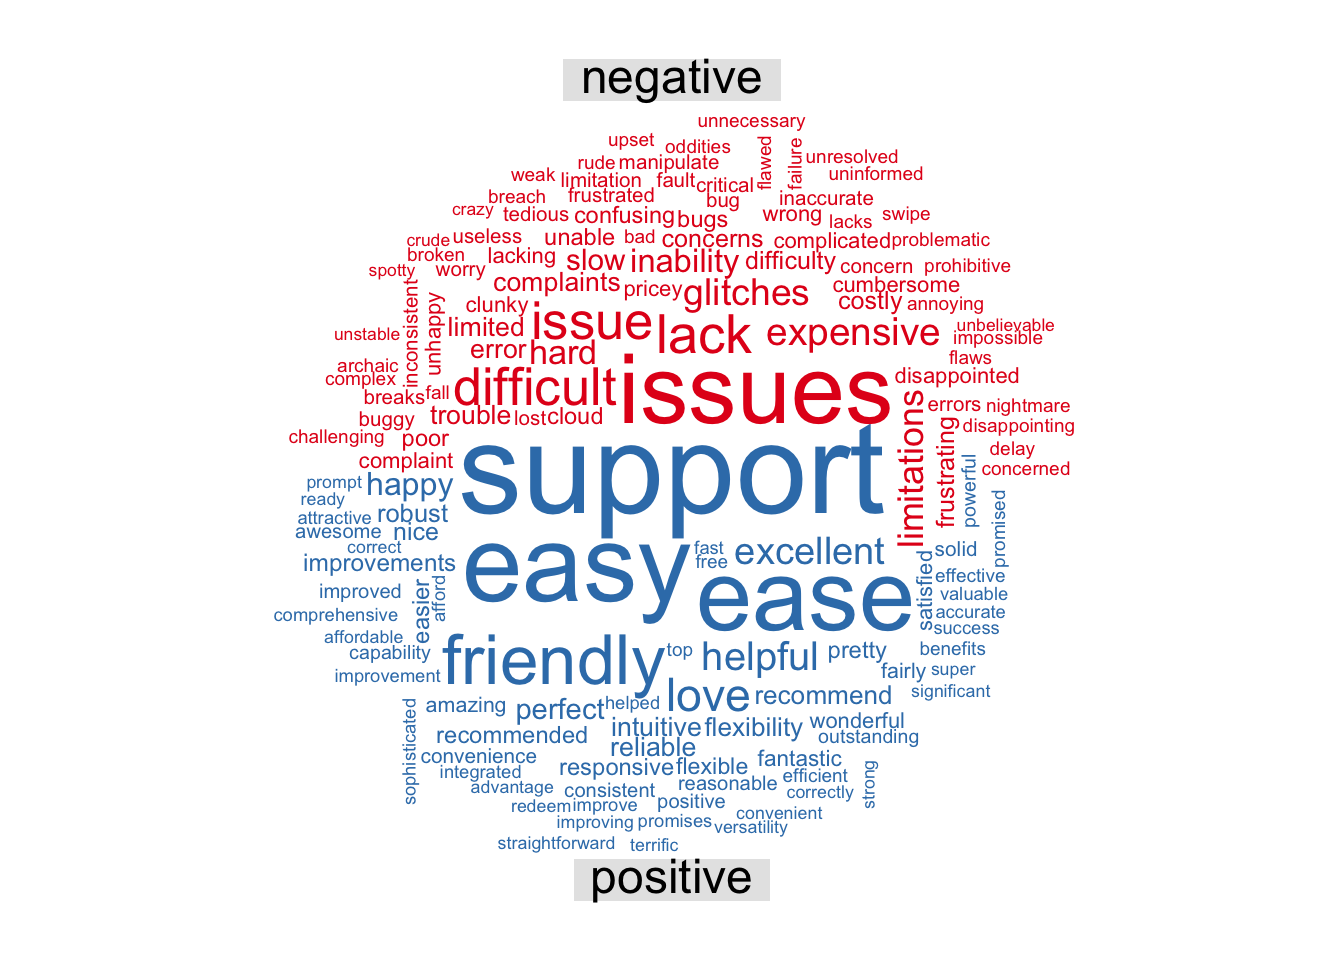 negative
unnecessary
upset oddities flawed failure
rude manipulate unresolved
weak limitation fault critical uninformed
breach frustrated bug inaccurate
crazy tedious confusing bugs wrong lacks swipe
crude useless unable bad concerns complicated problematic
broken lacking slow inability difficulty concern prohibitive
spotty worry complaints pricey glitches cumbersome
inconsistent unhappy clunky costly annoying
unstable limited issue lack expensive unbelievable
impossible
error hard flaws
archaic difficult issues disappointed
complex
breaks fall errors nightmare
buggy trouble lost cloud limitations frustrating disappointing
challenging poor delay
complaint concerned
prompt happy support powerful promised
ready
attractive robust
awesome nice
correct easy fast excellent solid
improvements free satisfied
improved easier afford ease effective
valuable
comprehensive accurate
affordable success
capability friendly top helpful pretty benefits
improvement fairly super
love recommend significant
sophisticated amazing perfect helped
recommended intuitive flexibility wonderful
reliable outstanding
convenience fantastic
integrated responsive flexible efficient strong
advantage consistent reasonable correctly
redeem improve positive
improving promises convenient
versatility
straightforward terrific
positive